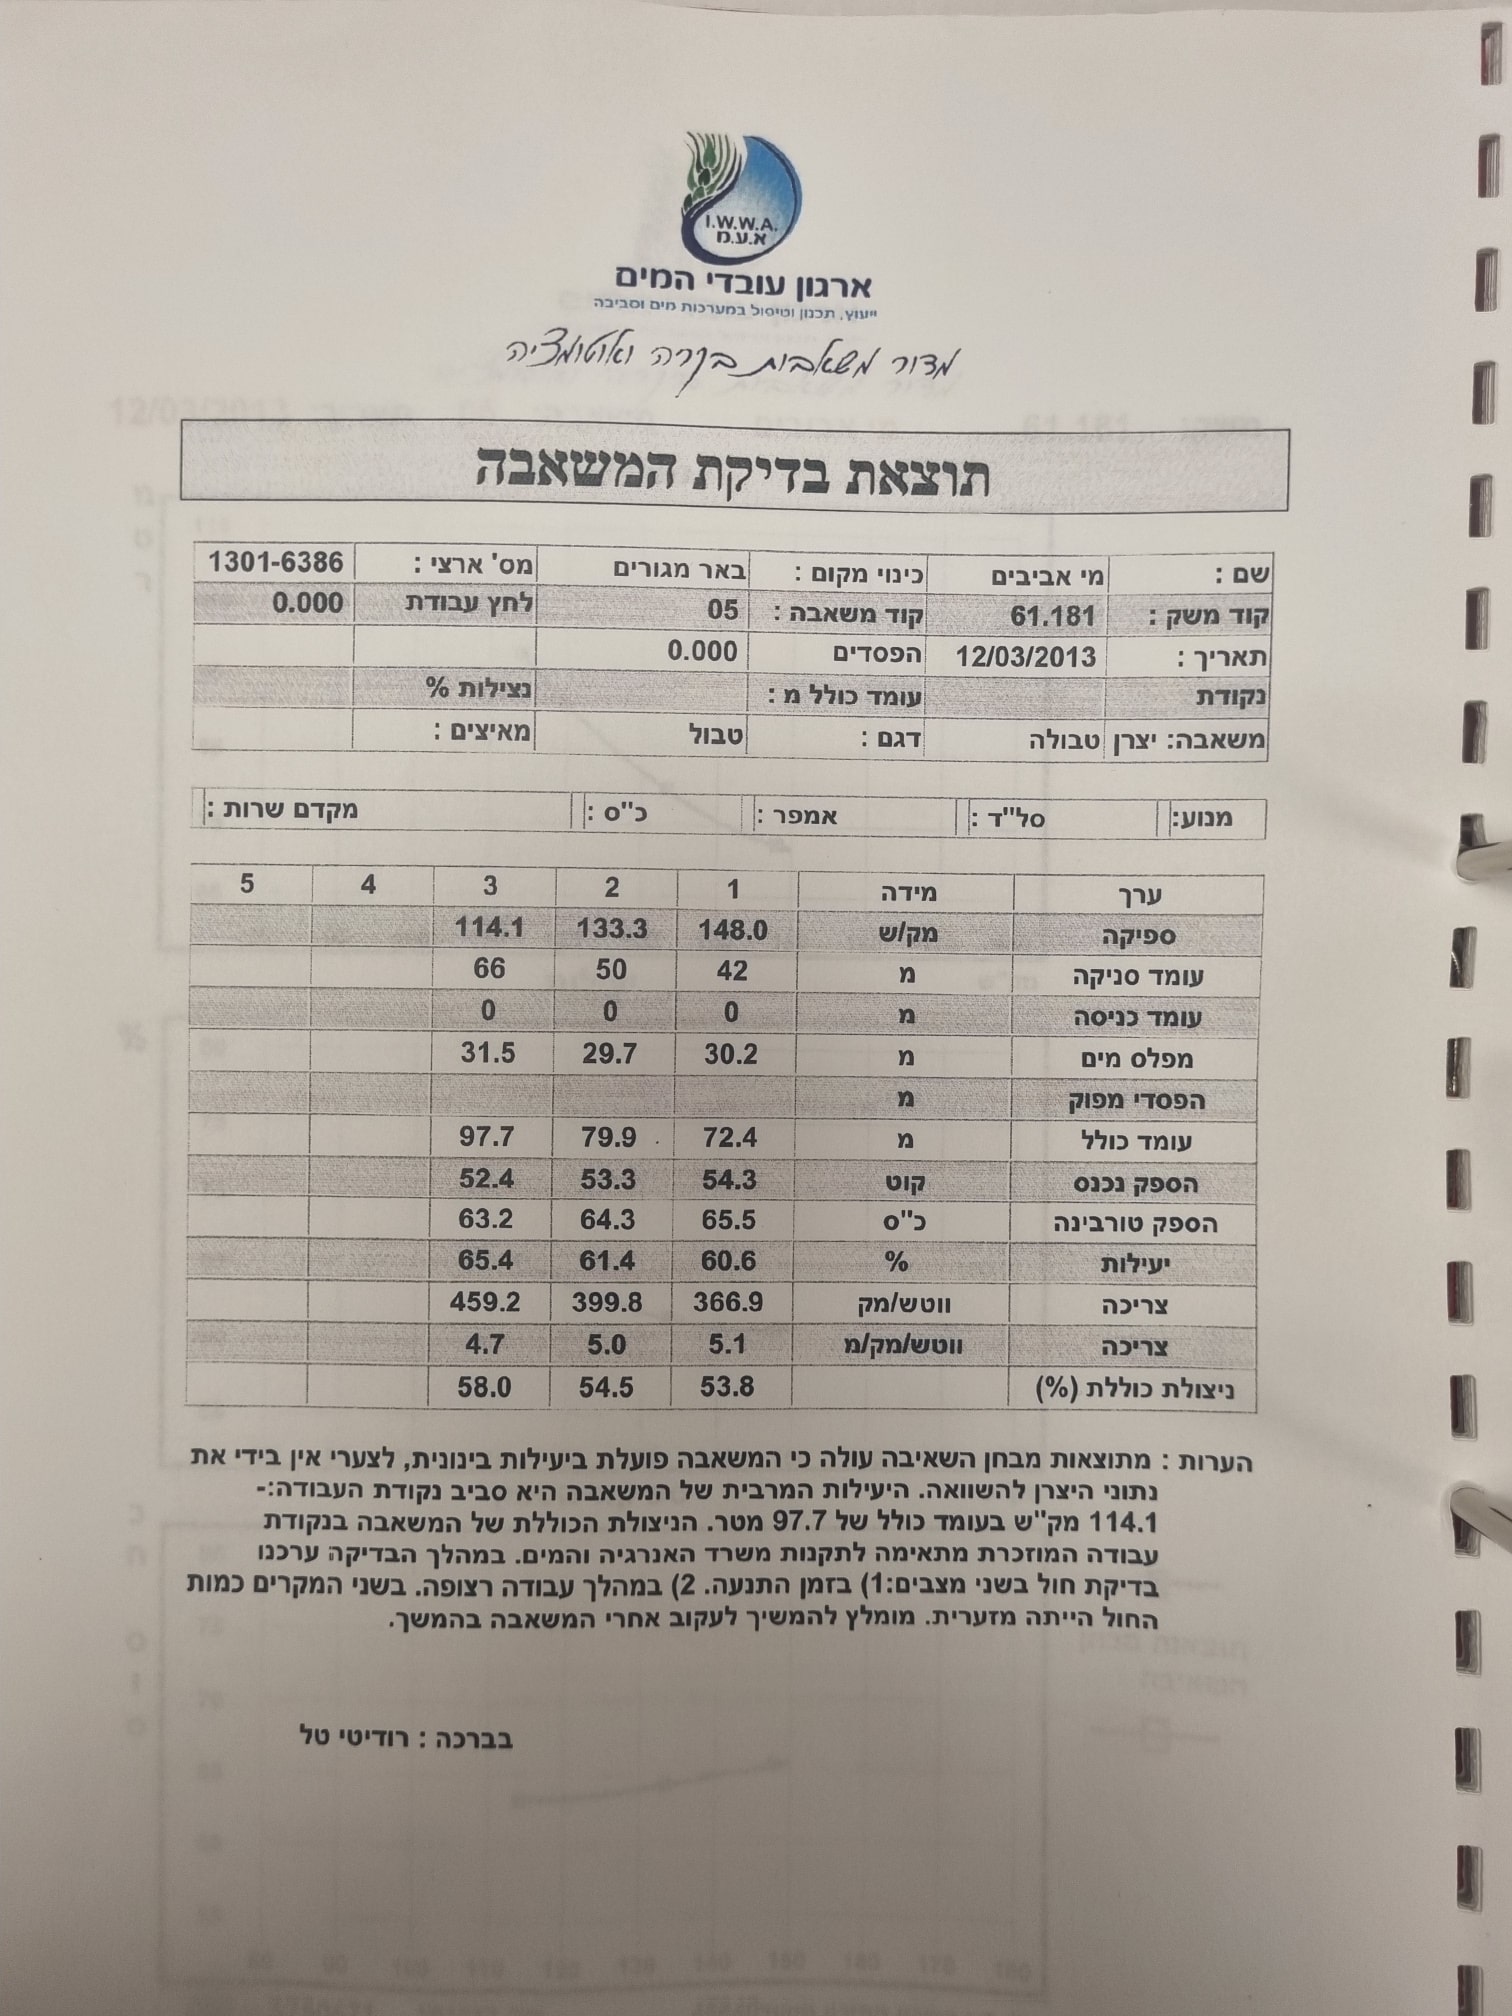 I.W.W.A.
א.ע.מ
ארגון עובדי המים
ייעוץ, תכנון וטיפול במערכות מים וסביבה
מדור משאבות בקרה ואוטומציה
תוצאת בדיקת המשאבה
שם : מי אביבים כינוי מקום : באר מגורים מס' ארצי : 1301-6386
קוד משק : 61.181 קוד משאבה : 05 לחץ עבודת 0.000
תאריך : 12/03/2013 הפסדים 0.000
נקודת עומד כולל מ : נצילות %
משאבה: יצרן טבולה דגם : טבול מאיצים :
מנוע: סל"ד : אמפר : כ"ס : מקדם שרות :
ערך מידה 1 2 3 4 5
ספיקה מק/ש 148.0 133.3 114.1
עומד סניקה מ 42 50 66
עומד כניסה מ 0 0 0
מפלס מים מ 30.2 29.7 31.5
הפסדי מפוק מ
עומד כולל מ 72.4 79.9 97.7
הספק נכנס קוט 54.3 53.3 52.4
הספק טורבינה כ"ס 65.5 64.3 63.2
יעילות % 60.6 61.4 65.4
צריכה ווטש/מק 366.9 399.8 459.2
צריכה ווטש/מק/מ 5.1 5.0 4.7
ניצולת כוללת (%) 53.8 54.5 58.0
הערות : מתוצאות מבחן השאיבה עולה כי המשאבה פועלת ביעילות בינונית, לצערי אין בידי את
נתוני היצרן להשוואה. היעילות המרבית של המשאבה היא סביב נקודת העבודה:-
114.1 מק"ש בעומד כולל של 97.7 מטר. הניצולת הכוללת של המשאבה בנקודת
עבודה המוזכרת מתאימה לתקנות משרד האנרגיה והמים. במהלך הבדיקה ערכנו
בדיקת חול בשני מצבים:1) בזמן התנעה. 2) במהלך עבודה רצופה. בשני המקרים כמות
החול הייתה מזערית. מומלץ להמשיך לעקוב אחרי המשאבה בהמשך.
בברכה : רודיטי טל